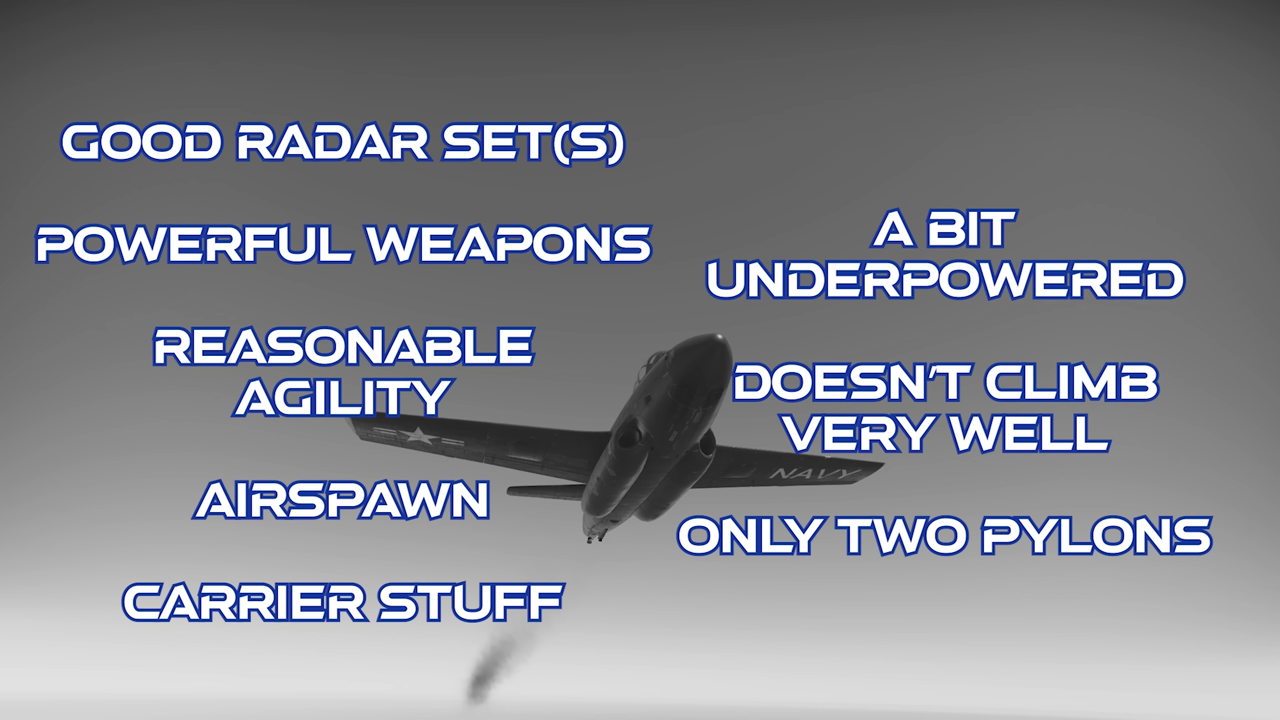 GOOD RADAR SET(S)
POWERFUL WEAPONS
REASONABLE
AGILITY
AIRSPAWN
CARRIER STUFF
A BIT
UNDERPOWERED
DOESN'T CLIMB
VERY WELL
ONLY TWO PYLONS
NAVY